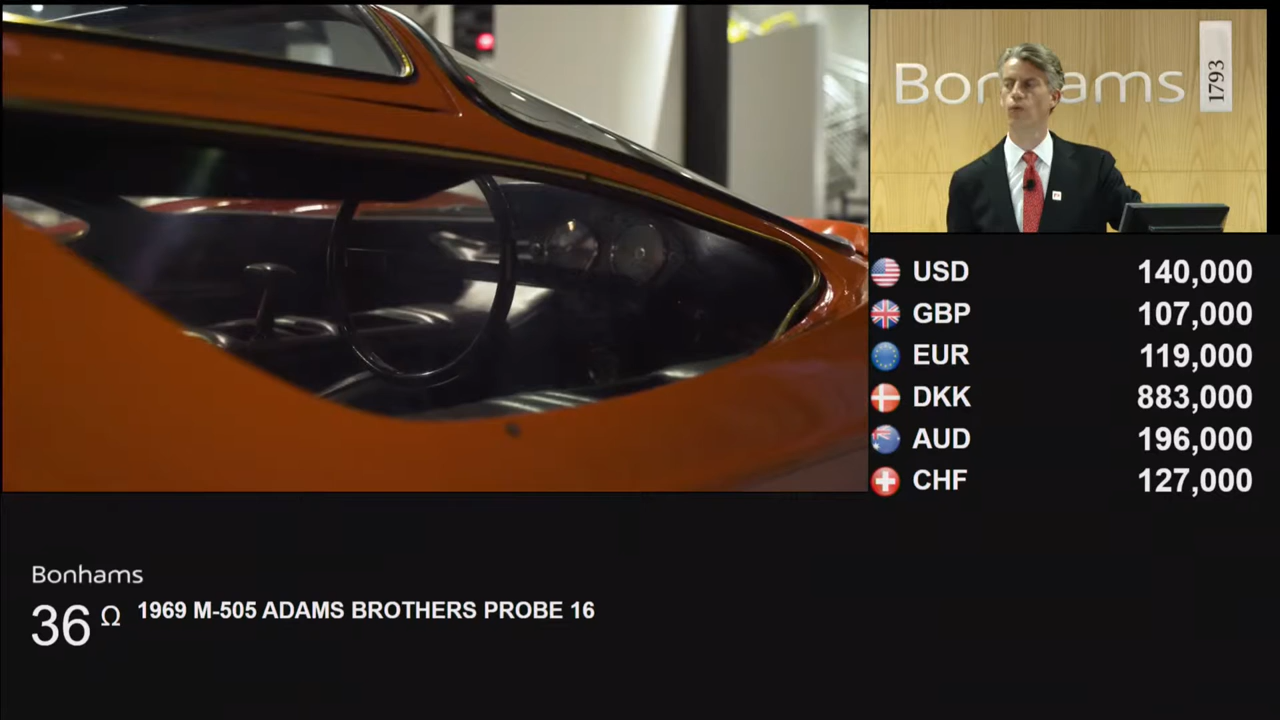 Bonhams
1793
USD 140,000
GBP 107,000
EUR 119,000
DKK 883,000
AUD 196,000
CHF 127,000
Bonhams
36 Ω 1969 M-505 ADAMS BROTHERS PROBE 16